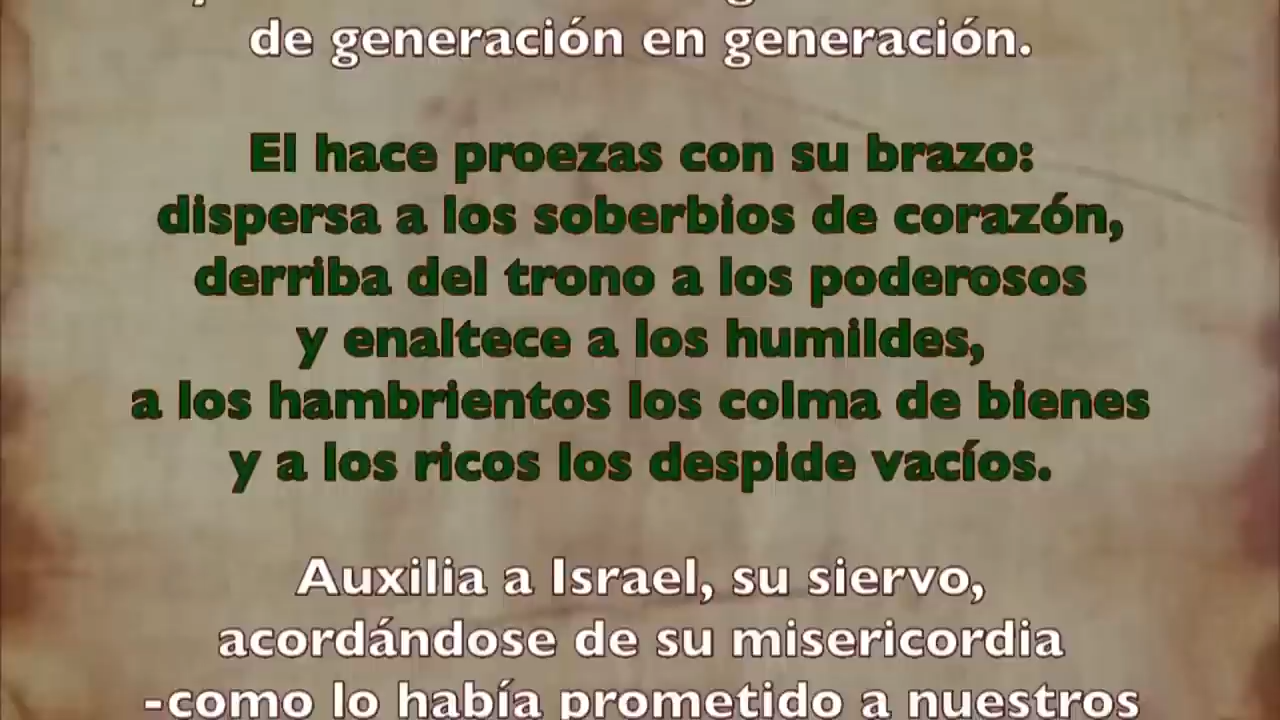 de generación en generación.
El hace proezas con su brazo:
dispersa a los soberbios de corazón,
derriba del trono a los poderosos
y enaltece a los humildes,
a los hambrientos los colma de bienes
y a los ricos los despide vacíos.
Auxilia a Israel, su siervo,
acordándose de su misericordia
-como lo había prometido a nuestros